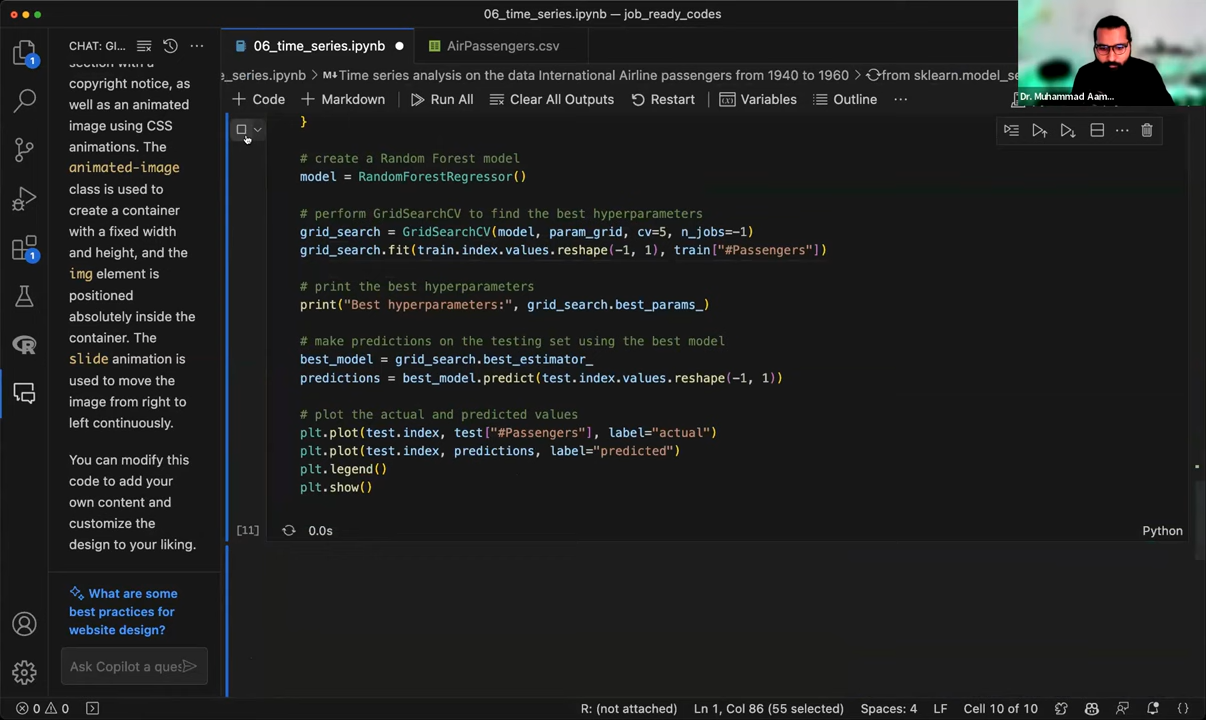 06_time_series.ipynb — job_ready_codes
CHAT: GI...
06_time_series.ipynb
AirPassengers.csv
e_series.ipynb > Time series analysis on the data International Airline passengers from 1940 to 1960 > from sklearn.model_se
+ Code + Markdown Run All Clear All Outputs Restart Variables Outline ...
Dr. Muhammad Aam...
section with a
copyright notice, as
well as an animated
image using CSS
animations. The
animated-image
class is used to
create a container
with a fixed width
and height, and the
img element is
positioned
absolutely inside the
container. The
slide animation is
used to move the
image from right to
left continuously.
You can modify this
code to add your
own content and
customize the
design to your liking.
What are some
best practices for
website design?
Ask Copilot a ques
1
1
}
# create a Random Forest model
model = RandomForestRegressor()
# perform GridSearchCV to find the best hyperparameters
grid_search = GridSearchCV(model, param_grid, cv=5, n_jobs=-1)
grid_search.fit(train.index.values.reshape(-1, 1), train["#Passengers"])
# print the best hyperparameters
print("Best hyperparameters:", grid_search.best_params_)
# make predictions on the testing set using the best model
best_model = grid_search.best_estimator_
predictions = best_model.predict(test.index.values.reshape(-1, 1))
# plot the actual and predicted values
plt.plot(test.index, test["#Passengers"], label="actual")
plt.plot(test.index, predictions, label="predicted")
plt.legend()
plt.show()
[11] 0.0s Python
0 0 R: (not attached) Ln 1, Col 86 (55 selected) Spaces: 4 LF Cell 10 of 10